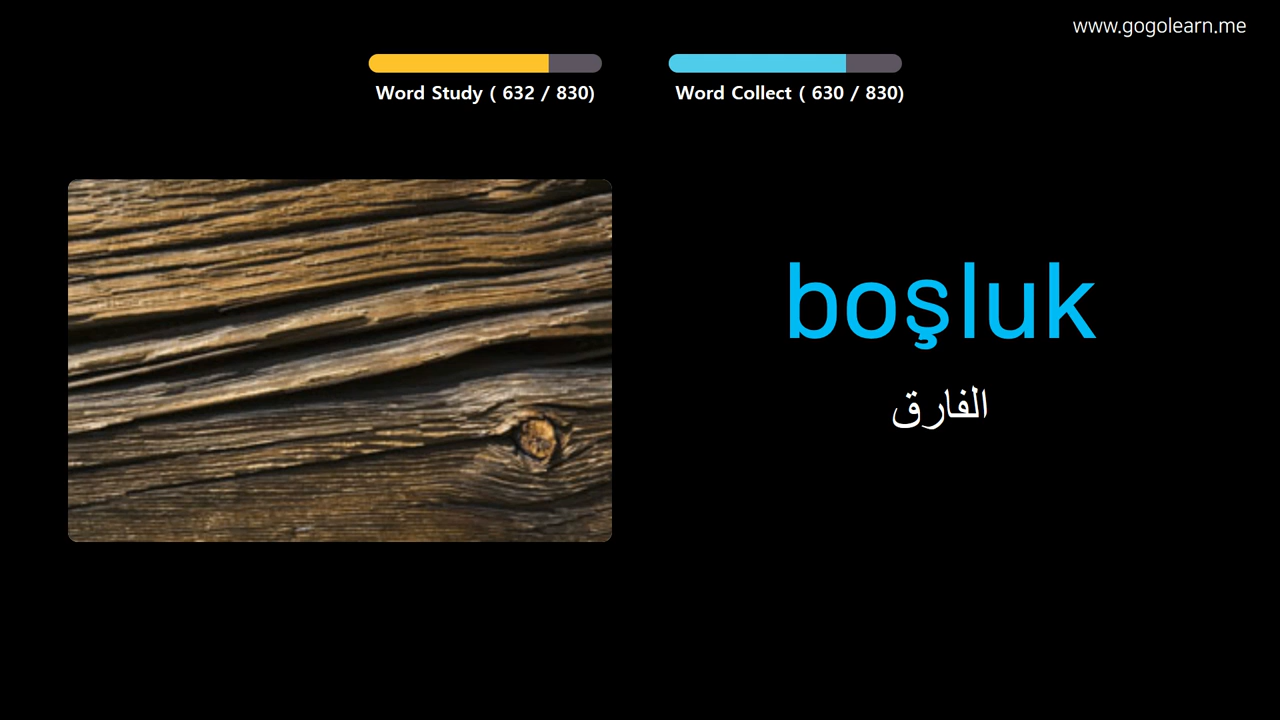 www.gogolearn.me
Word Study ( 632 / 830)
Word Collect ( 630 / 830)
boşluk
الفارق